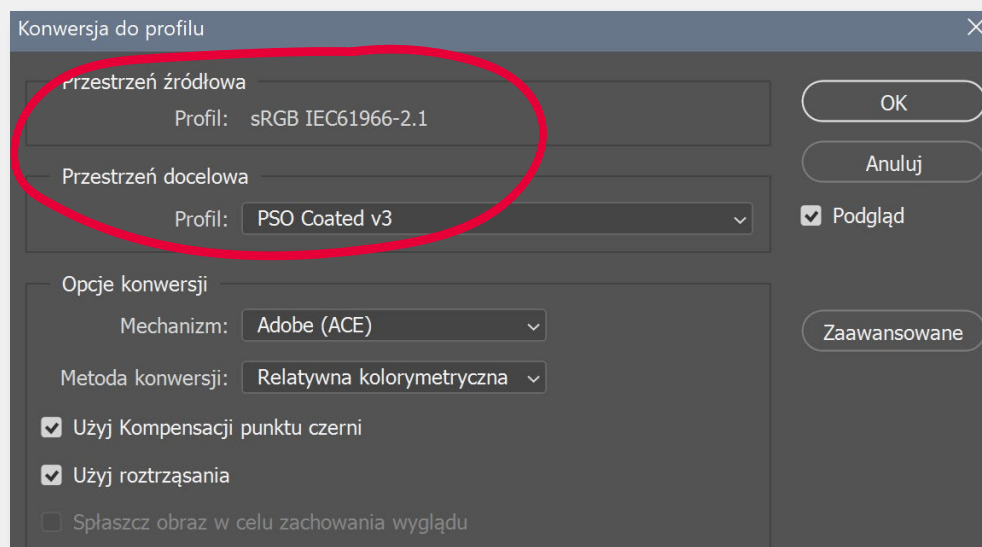 Konwersja do profilu
Przestrzeń źródłowa
Profil: sRGB IEC61966-2.1
OK
Anuluj
Przestrzeń docelowa
Profil: PSO Coated v3
Podgląd
Opcje konwersji
Mechanizm: Adobe (ACE)
Zaawansowane
Metoda konwersji: Relatywna kolorymetryczna
Użyj Kompensacji punktu czerni
Użyj roztrząsania
Spłaszcz obraz w celu zachowania wyglądu